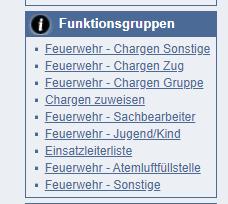 Funktionsgruppen
Feuerwehr - Chargen Sonstige
Feuerwehr - Chargen Zug
Feuerwehr - Chargen Gruppe
Chargen zuweisen
Feuerwehr - Sachbearbeiter
Feuerwehr - Jugend/Kind
Einsatzleiterliste
Feuerwehr - Atemluftfüllstelle
Feuerwehr - Sonstige